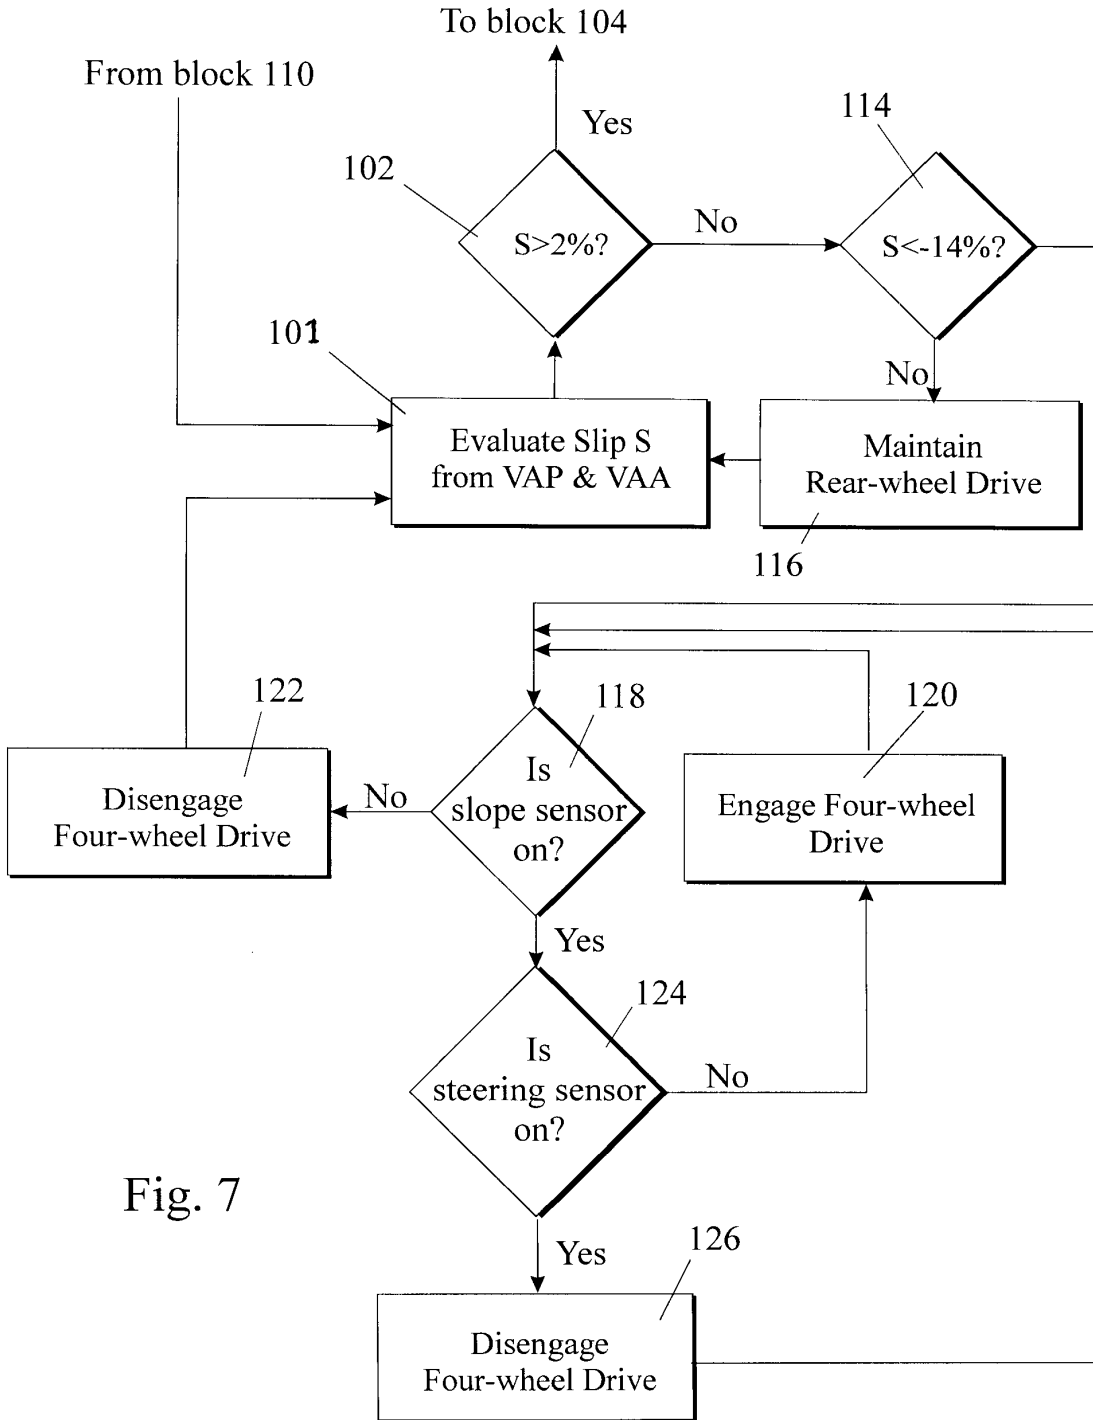 To block 104
From block 110
Yes
114
102
No
S>2%?
S<-14%?
101
No
Evaluate Slip S
from VAP & VAA
Maintain
Rear-wheel Drive
116
122
118
120
Disengage
Four-wheel Drive
No
Is
slope sensor
on?
Engage Four-wheel
Drive
Yes
124
Is
steering sensor
on?
No
Fig. 7
Yes
126
Disengage
Four-wheel Drive